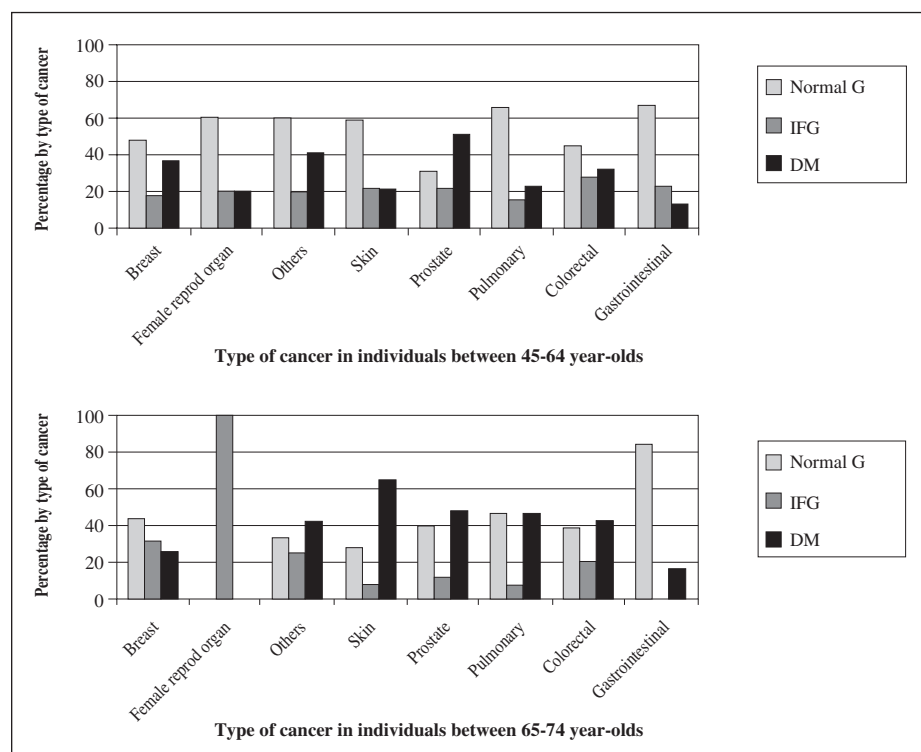 Percentage by type of cancer
100
80
60
40
20
0
Breast
Female reprod organ
Others
Skin
Prostate
Pulmonary
Colorectal
Gastrointestinal
Type of cancer in individuals between 45-64 year-olds
Normal G
IFG
DM
Percentage by type of cancer
100
80
60
40
20
0
Breast
Female reprod organ
Others
Skin
Prostate
Pulmonary
Colorectal
Gastrointestinal
Type of cancer in individuals between 65-74 year-olds
Normal G
IFG
DM